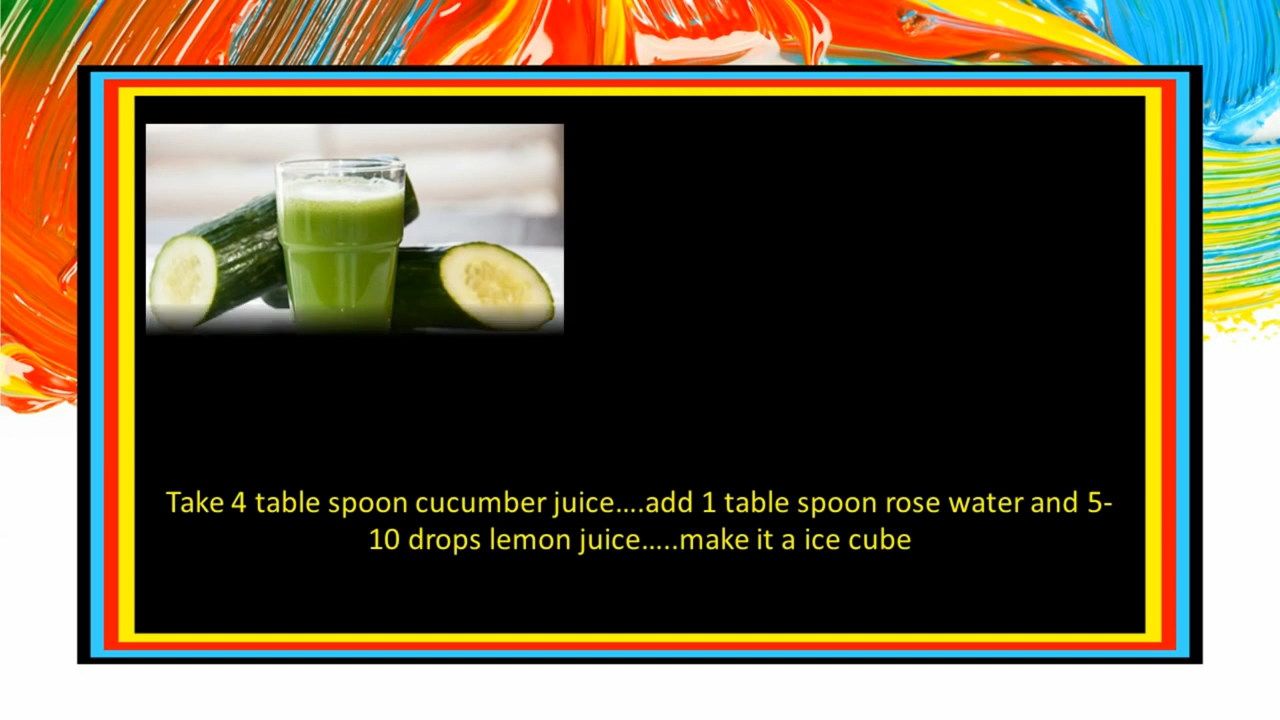 Take 4 table spoon cucumber juice....add 1 table spoon rose water and 5-
10 drops lemon juice.....make it a ice cube